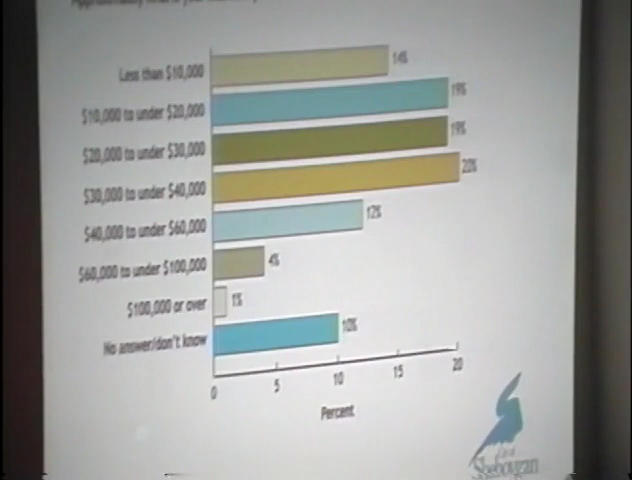 Less than $10,000 14%
$10,000 to under $20,000 19%
$20,000 to under $30,000 19%
$30,000 to under $40,000 20%
$40,000 to under $60,000 12%
$60,000 to under $100,000 4%
$100,000 or over 1%
No answer/don't know 10%
0 5 10 15 20
Percent
Sheboygan